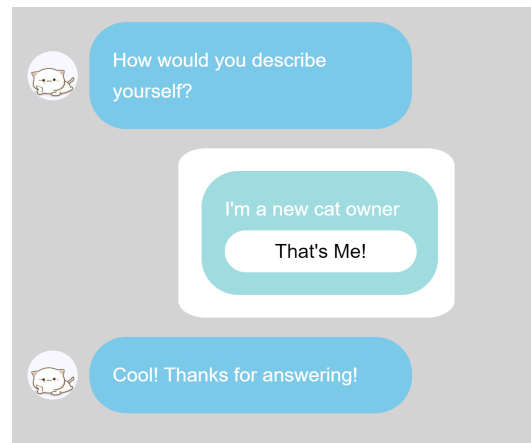 How would you describe
yourself?
I'm a new cat owner
That's Me!
Cool! Thanks for answering!